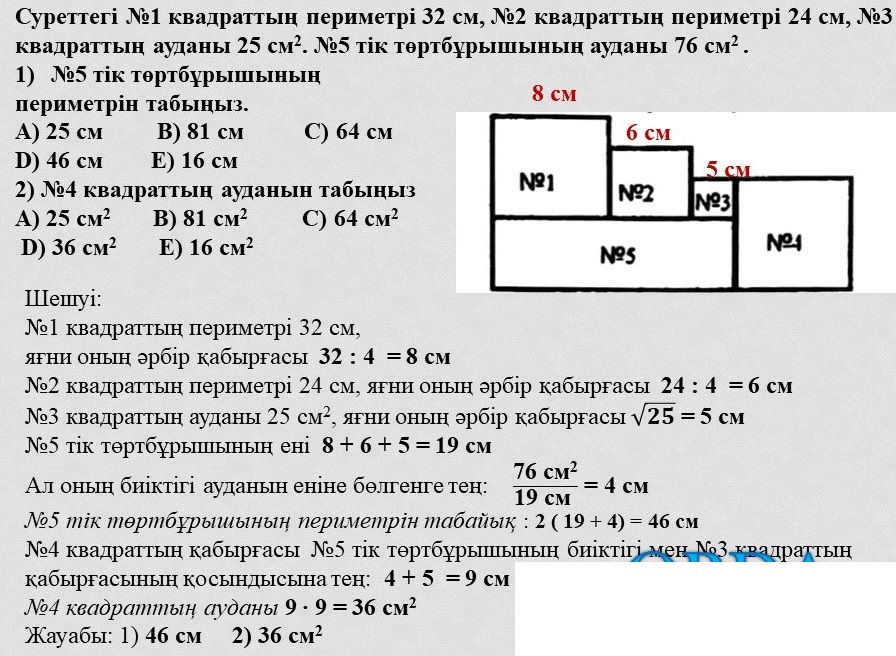 Суреттегі №1 квадраттың периметрі 32 см, №2 квадраттың периметрі 24 см, №3
квадраттың ауданы 25 см². №5 тік төртбұрышының ауданы 76 см² .
1) №5 тік төртбұрышының
периметрін табыңыз.
A) 25 см B) 81 см C) 64 см
D) 46 см E) 16 см
2) №4 квадраттың ауданын табыңыз
A) 25 см² B) 81 см² C) 64 см²
D) 36 см² E) 16 см²
8 см
6 см
5 см
№1
№2
№3
№4
№5
Шешуі:
№1 квадраттың периметрі 32 см,
яғни оның әрбір қабырғасы 32 : 4 = 8 см
№2 квадраттың периметрі 24 см, яғни оның әрбір қабырғасы 24 : 4 = 6 см
№3 квадраттың ауданы 25 см², яғни оның әрбір қабырғасы √25 = 5 см
№5 тік төртбұрышының ені 8 + 6 + 5 = 19 см
Ал оның биіктігі ауданын еніне бөлгенге тең: 76 см² / 19 см = 4 см
№5 тік төртбұрышының периметрін табайық : 2 ( 19 + 4) = 46 см
№4 квадраттың қабырғасы №5 тік төртбұрышының биіктігі мен №3 квадраттың
қабырғасының қосындысына тең: 4 + 5 = 9 см
№4 квадраттың ауданы 9 · 9 = 36 см²
Жауабы: 1) 46 см 2) 36 см²